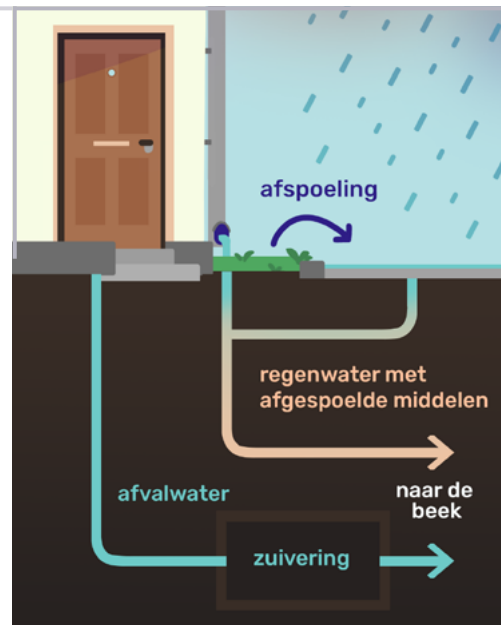 afspoeling
regenwater met
afgespoelde middelen
afvalwater
naar de
beek
zuivering